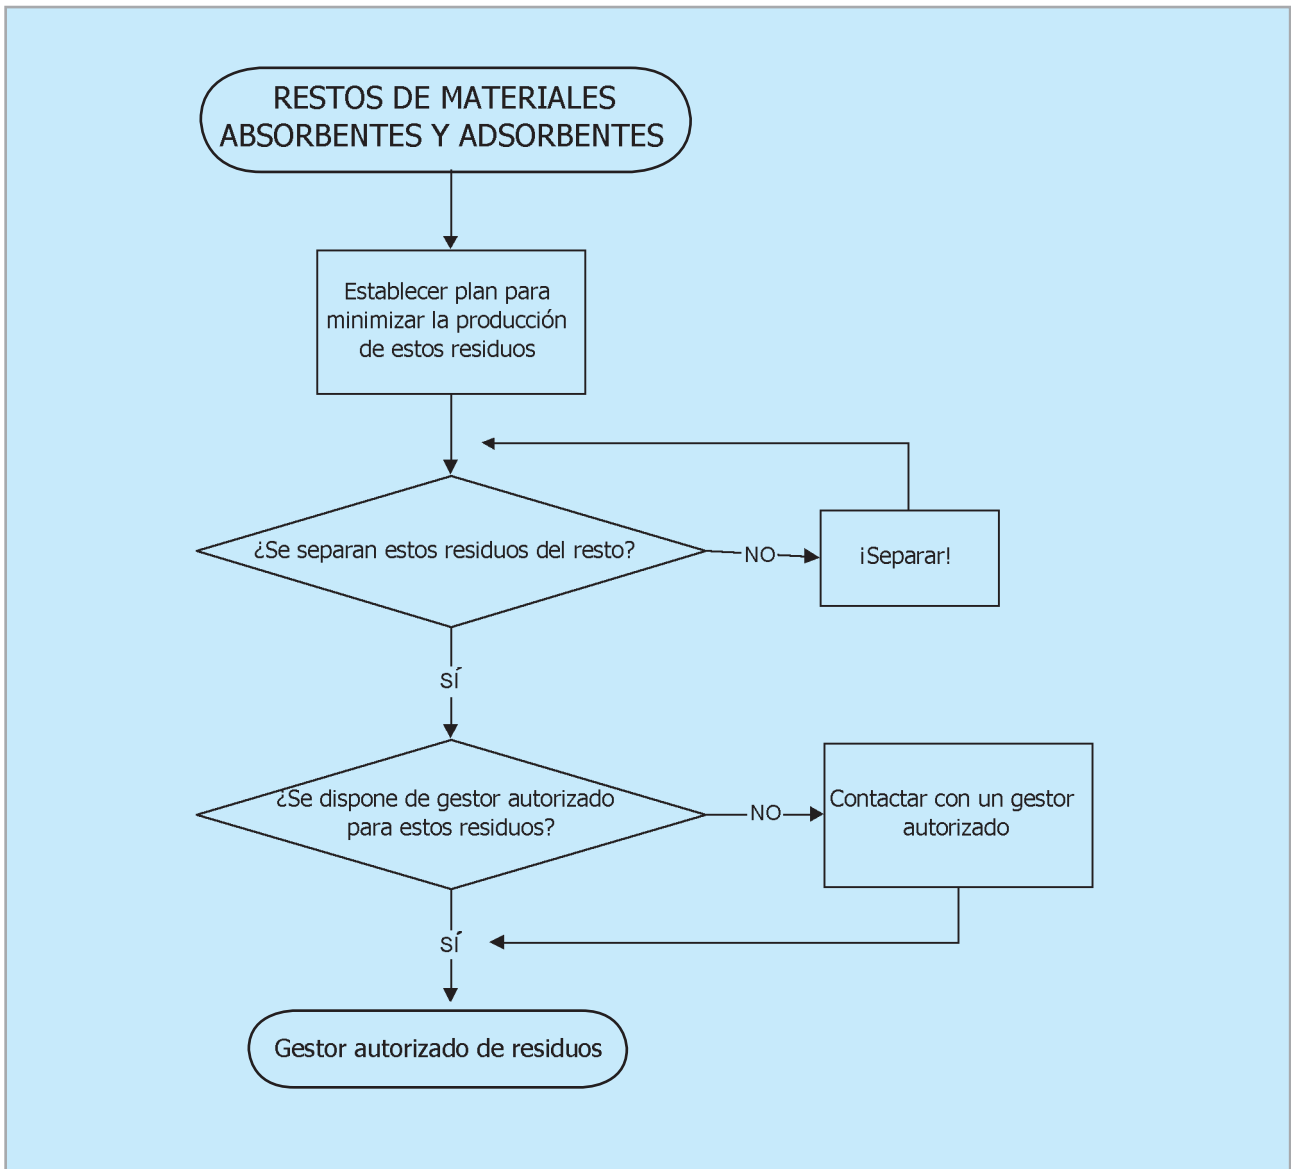 RESTOS DE MATERIALES
ABSORBENTES Y ADSORBENTES
Establecer plan para
minimizar la producción
de estos residuos
¿Se separan estos residuos del resto?
NO
¡Separar!
SÍ
¿Se dispone de gestor autorizado
para estos residuos?
NO
Contactar con un gestor
autorizado
SÍ
Gestor autorizado de residuos